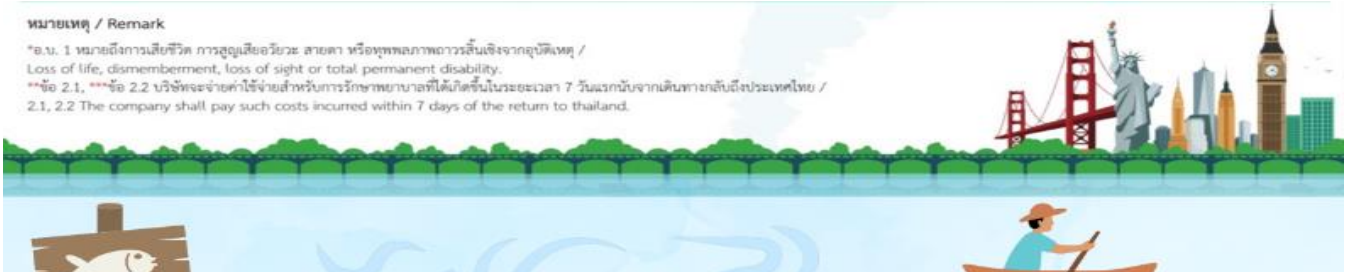 หมายเหตุ / Remark
*อ.บ. 1 หมายถึงการเสียชีวิต การสูญเสียอวัยวะ สายตา หรือทุพพลภาพถาวรสิ้นเชิงจากอุบัติเหตุ /
Loss of life, dismemberment, loss of sight or total permanent disability.
**ข้อ 2.1, ***ข้อ 2.2 บริษัทจะจ่ายค่าใช้จ่ายสำหรับการรักษาพยาบาลที่ได้เกิดขึ้นในระยะเวลา 7 วันแรกนับจากเดินทางกลับถึงประเทศไทย /
2.1, 2.2 The company shall pay such costs incurred within 7 days of the return to thailand.